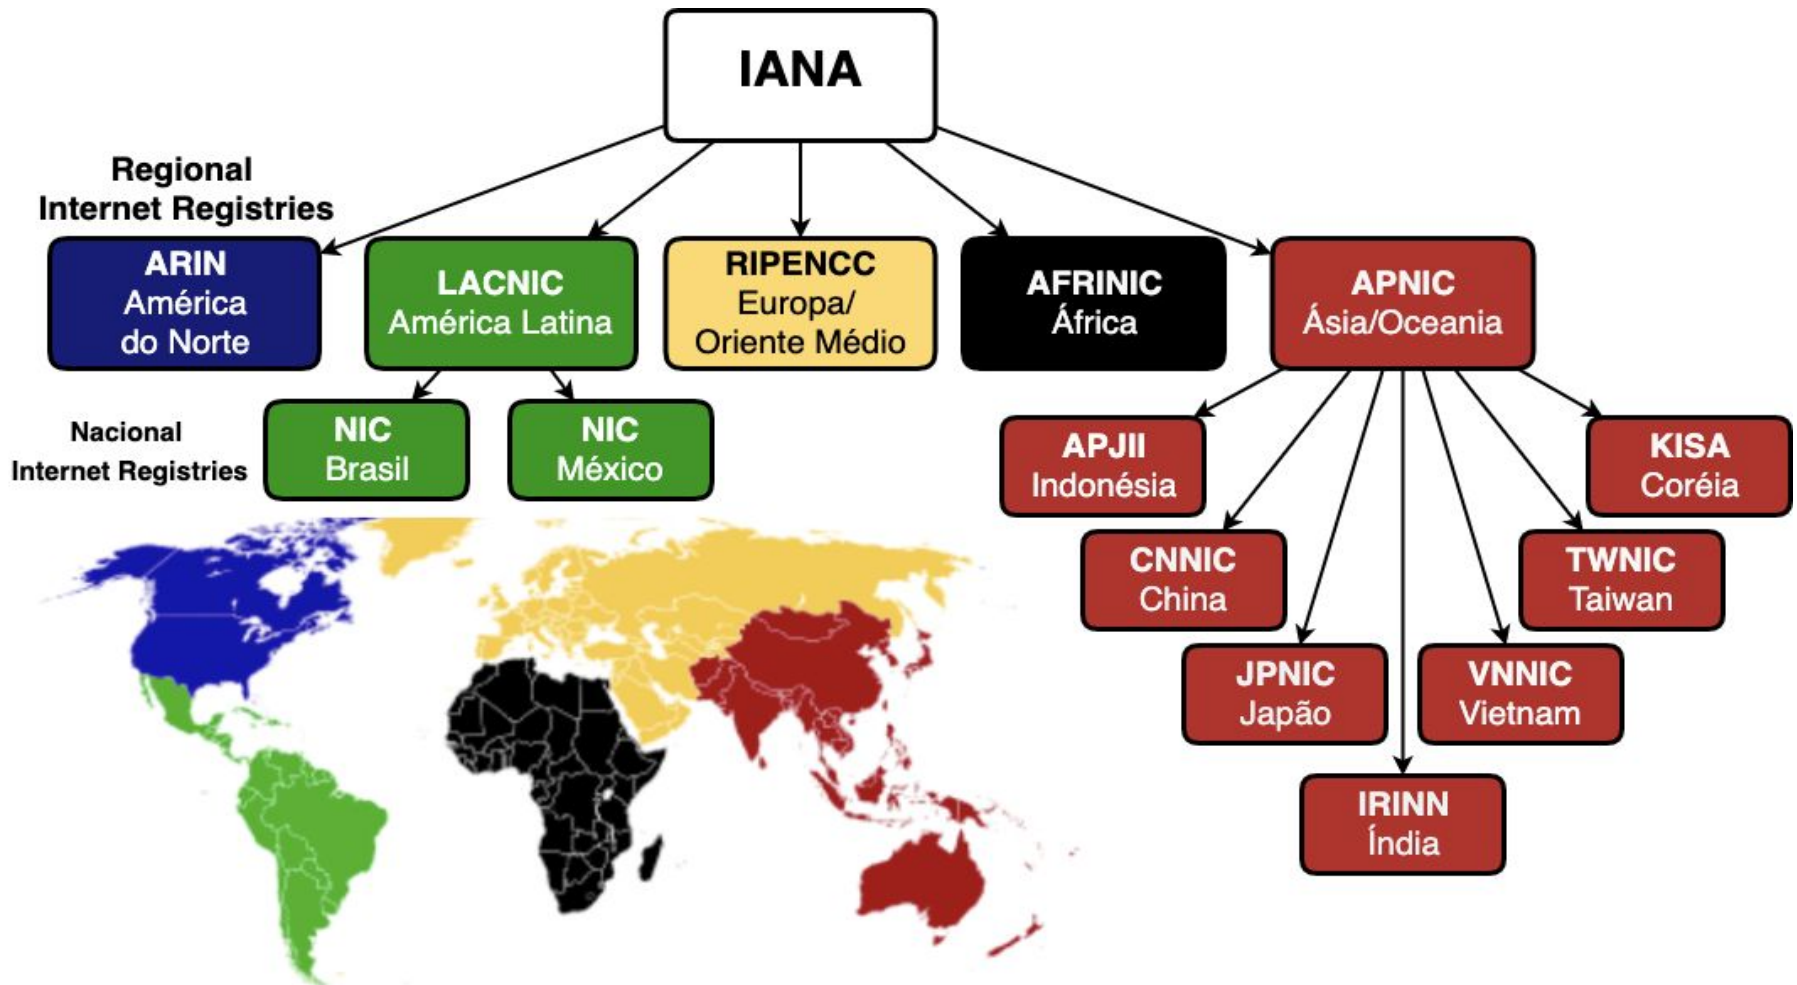 IANA
Regional
Internet Registries
ARIN
América
do Norte
LACNIC
América Latina
RIPENCC
Europa/
Oriente Médio
AFRINIC
África
APNIC
Ásia/Oceania
Nacional
Internet Registries
NIC
Brasil
NIC
México
APJII
Indonésia
KISA
Coréia
CNNIC
China
TWNIC
Taiwan
JPNIC
Japão
VNNIC
Vietnam
IRINN
Índia